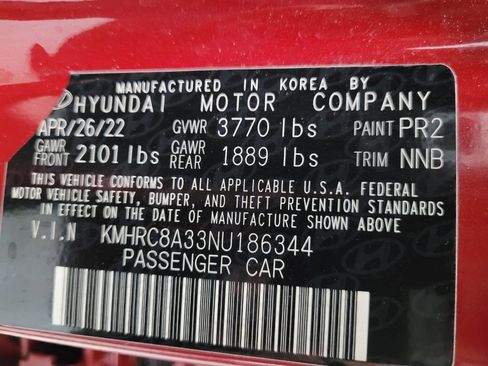 MANUFACTURED IN KOREA BY
HYUNDAI MOTOR COMPANY
APR/26/22 GVWR 3770 lbs PAINT PR2
GAWR FRONT 2101 lbs GAWR REAR 1889 lbs TRIM NNB
THIS VEHICLE CONFORMS TO ALL APPLICABLE U.S.A. FEDERAL
MOTOR VEHICLE SAFETY, BUMPER, AND THEFT PREVENTION STANDARDS
IN EFFECT ON THE DATE OF MANUFACTURE SHOWN ABOVE
V.I.N KMHRC8A33NU186344
PASSENGER CAR